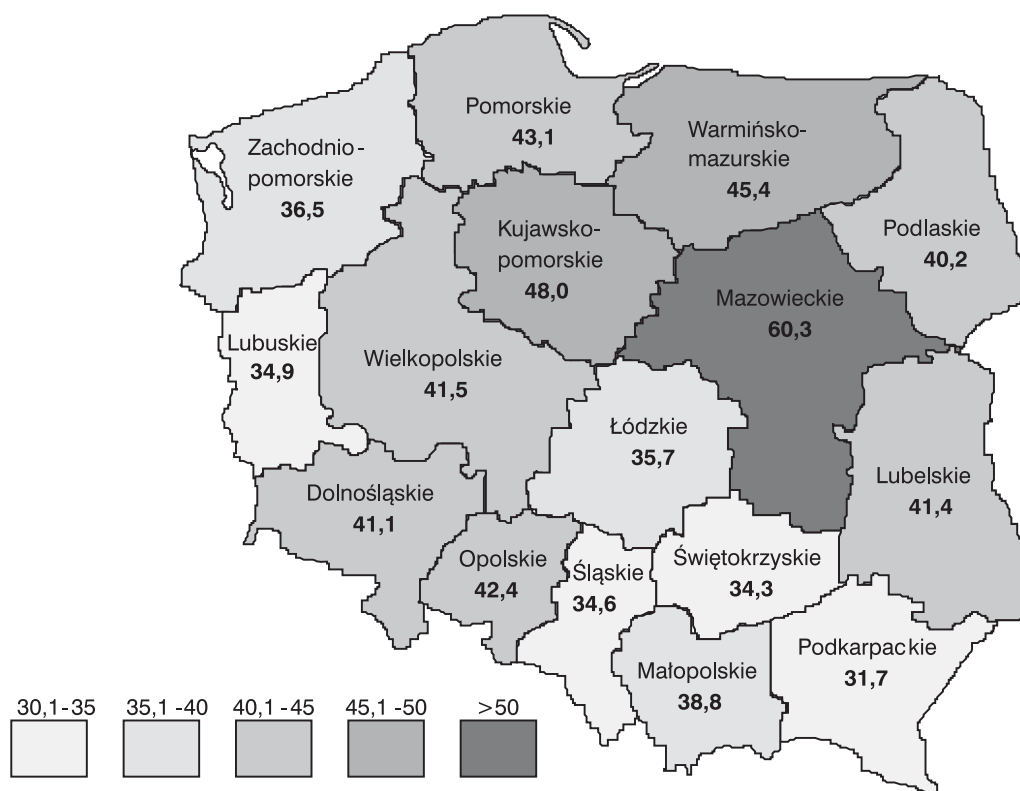 Pomorskie
43,1
Warmińsko-
mazurskie
45,4
Zachodnio-
pomorskie
36,5
Podlaskie
40,2
Kujawsko-
pomorskie
48,0
Mazowieckie
60,3
Lubuskie
34,9
Wielkopolskie
41,5
Łódzkie
35,7
Lubelskie
41,4
Dolnośląskie
41,1
Opolskie
42,4
Śląskie
34,6
Świętokrzyskie
34,3
Małopolskie
38,8
Podkarpackie
31,7
30,1-35 35,1-40 40,1-45 45,1-50 >50